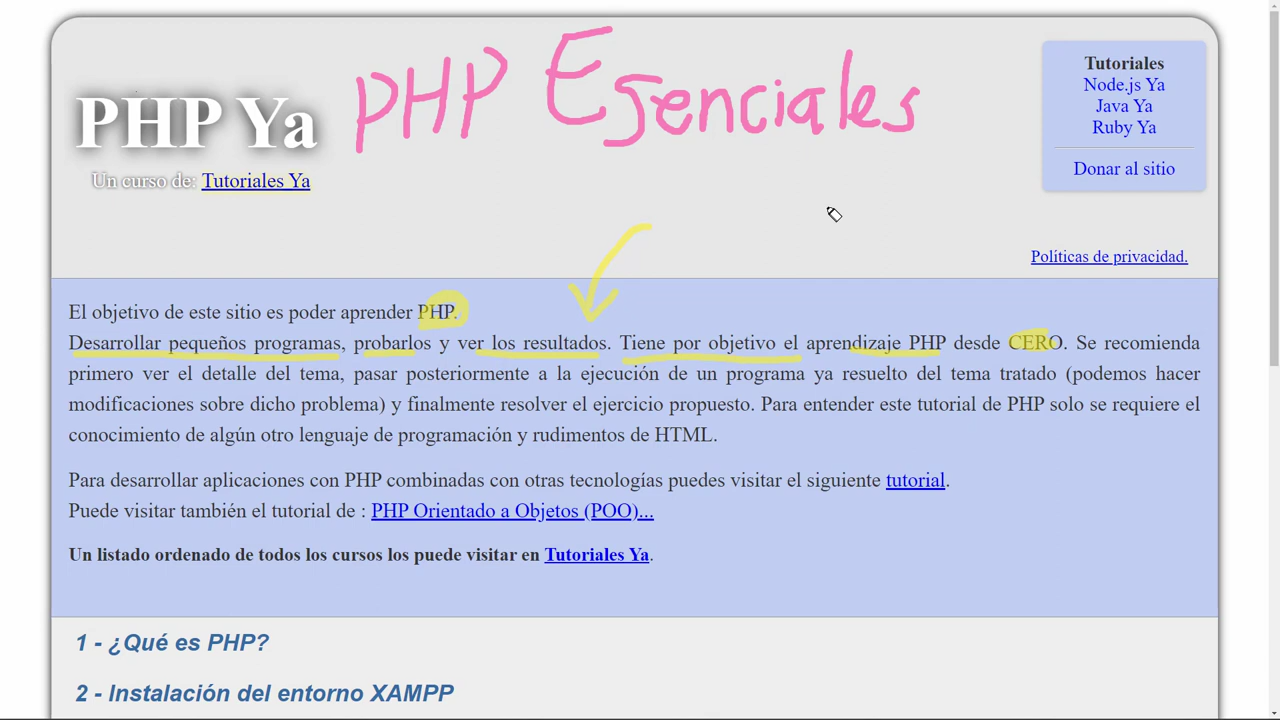 PHP Esenciales
PHP Ya
Un curso de: Tutoriales Ya
Tutoriales
Node.js Ya
Java Ya
Ruby Ya
Donar al sitio
Políticas de privacidad.
El objetivo de este sitio es poder aprender PHP.
Desarrollar pequeños programas, probarlos y ver los resultados. Tiene por objetivo el aprendizaje PHP desde CERO. Se recomienda
primero ver el detalle del tema, pasar posteriormente a la ejecución de un programa ya resuelto del tema tratado (podemos hacer
modificaciones sobre dicho problema) y finalmente resolver el ejercicio propuesto. Para entender este tutorial de PHP solo se requiere el
conocimiento de algún otro lenguaje de programación y rudimentos de HTML.
Para desarrollar aplicaciones con PHP combinadas con otras tecnologías puedes visitar el siguiente tutorial.
Puede visitar también el tutorial de : PHP Orientado a Objetos (POO)...
Un listado ordenado de todos los cursos los puede visitar en Tutoriales Ya.
1 - ¿Qué es PHP?
2 - Instalación del entorno XAMPP